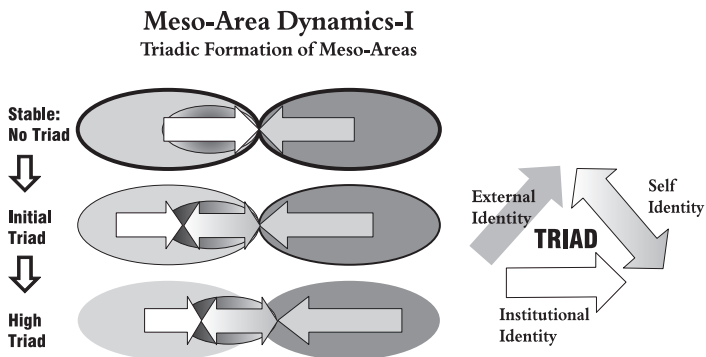 Meso-Area Dynamics-I
Triadic Formation of Meso-Areas
Stable:
No Triad
Initial
Triad
High
Triad
External
Identity
Self
Identity
TRIAD
Institutional
Identity